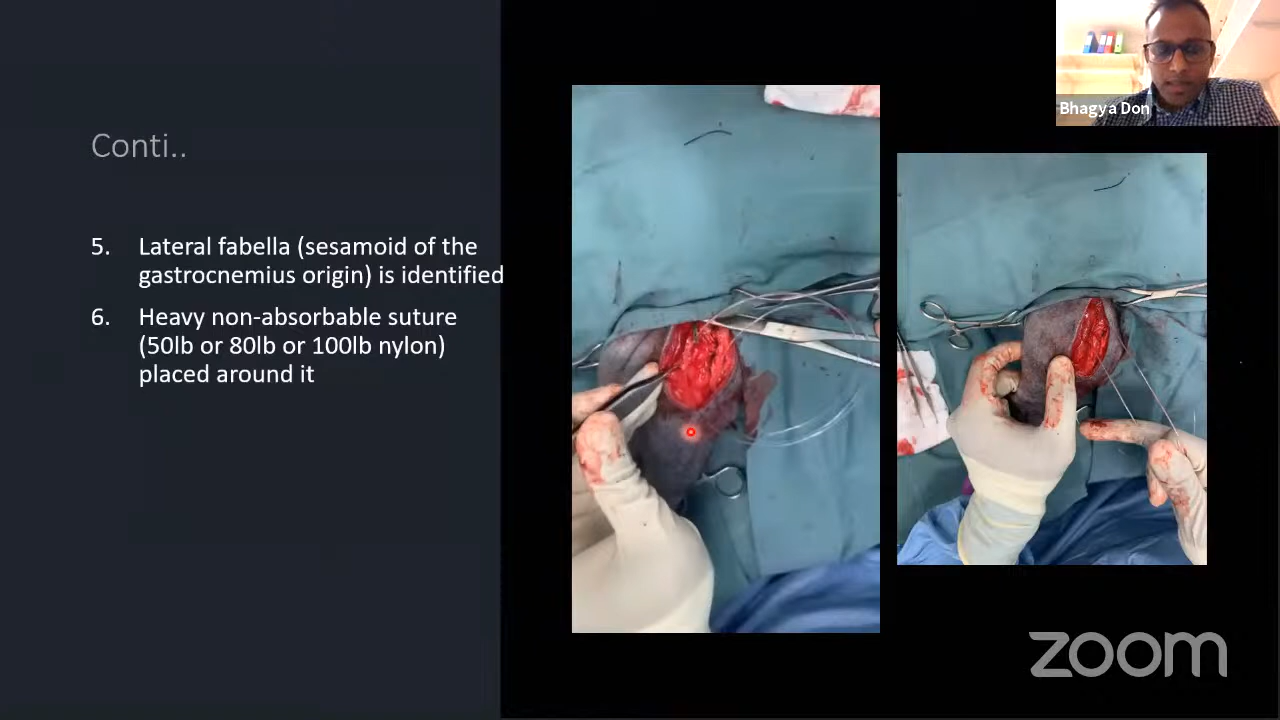 Bhagya Don
Conti..
5. Lateral fabella (sesamoid of the
gastrocnemius origin) is identified
6. Heavy non-absorbable suture
(50lb or 80lb or 100lb nylon)
placed around it
zoom